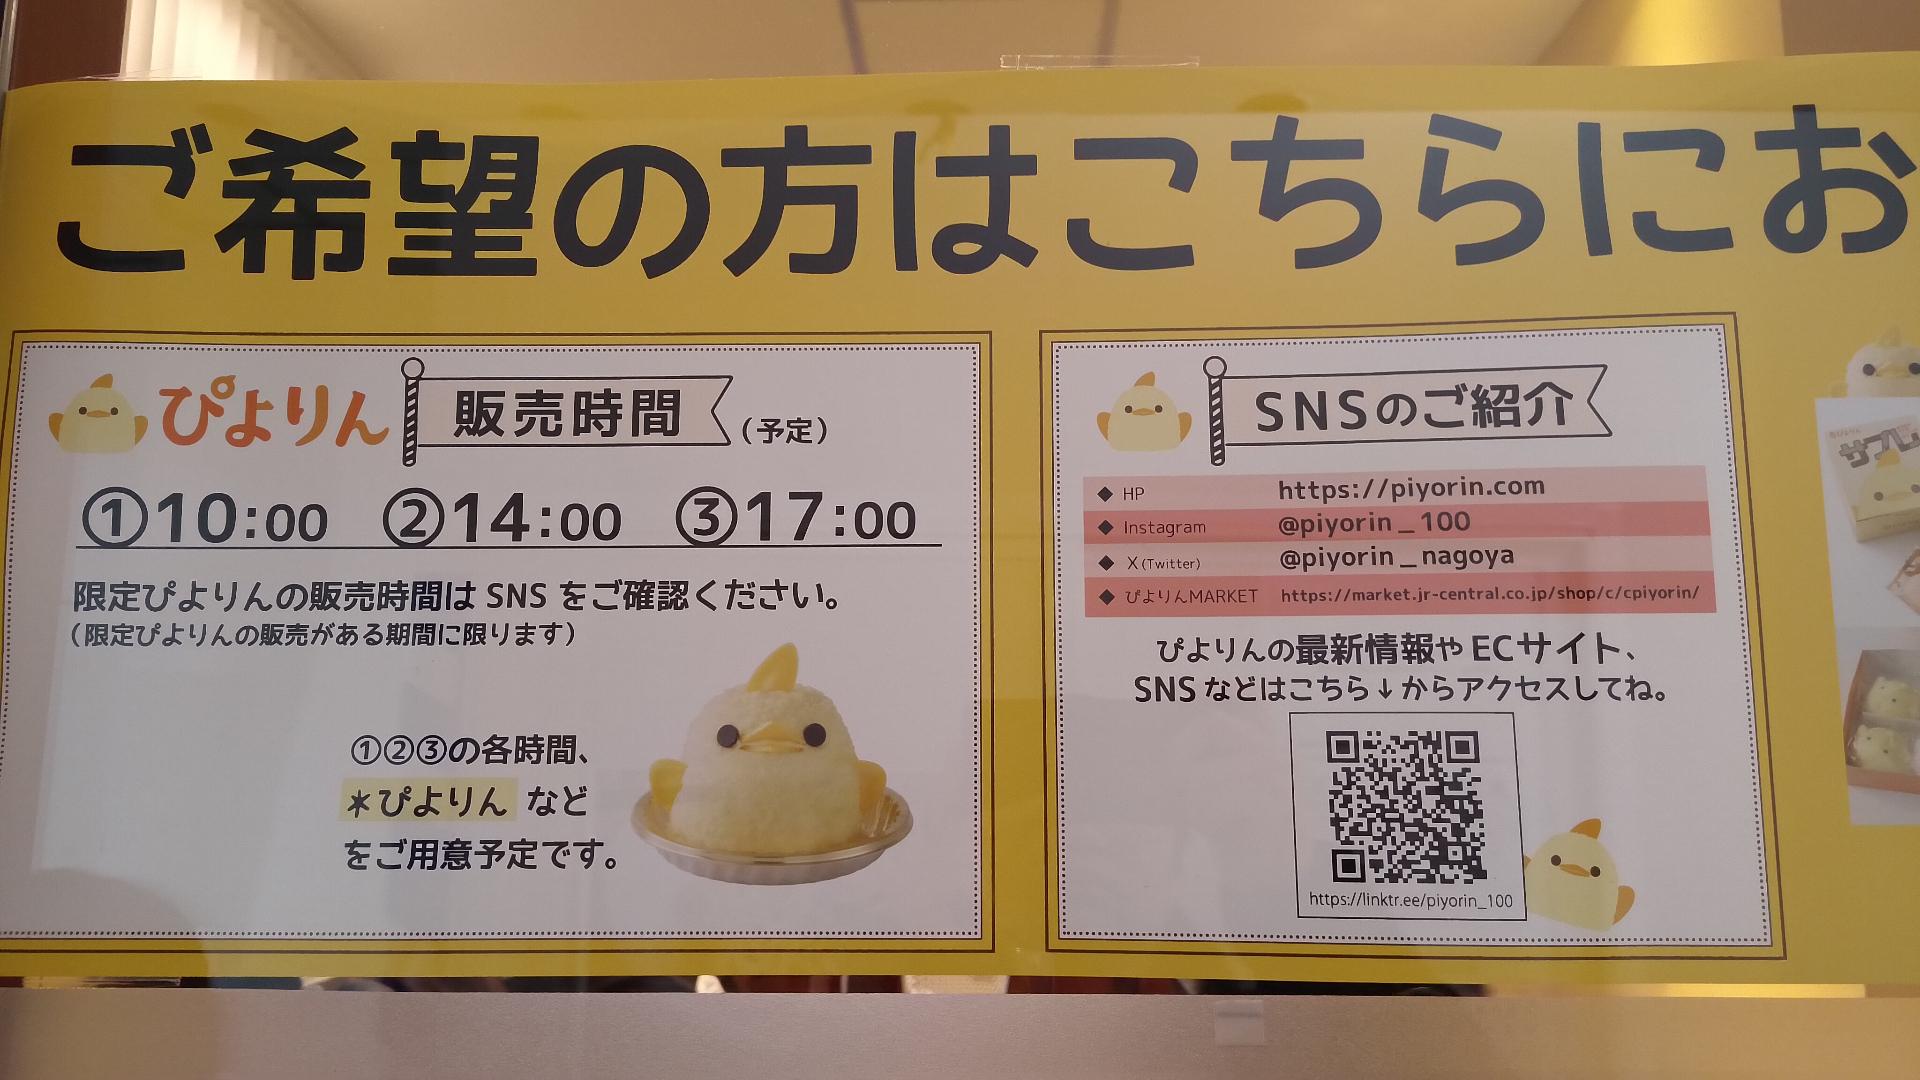 ご希望の方はこちらにお
ぴよりん 販売時間 (予定)
①10:00 ②14:00 ③17:00
限定ぴよりんの販売時間は SNS をご確認ください。
(限定ぴよりんの販売がある期間に限ります)
①②③の各時間、
＊ぴよりん など
をご用意予定です。
SNSのご紹介
◆ HP https://piyorin.com
◆ Instagram @piyorin_100
◆ X(Twitter) @piyorin_nagoya
◆ ぴよりんMARKET https://market.jr-central.co.jp/shop/c/cpiyorin/
ぴよりんの最新情報や ECサイト、
SNS などはこちら↓からアクセスしてね。
https://linktr.ee/piyorin_100